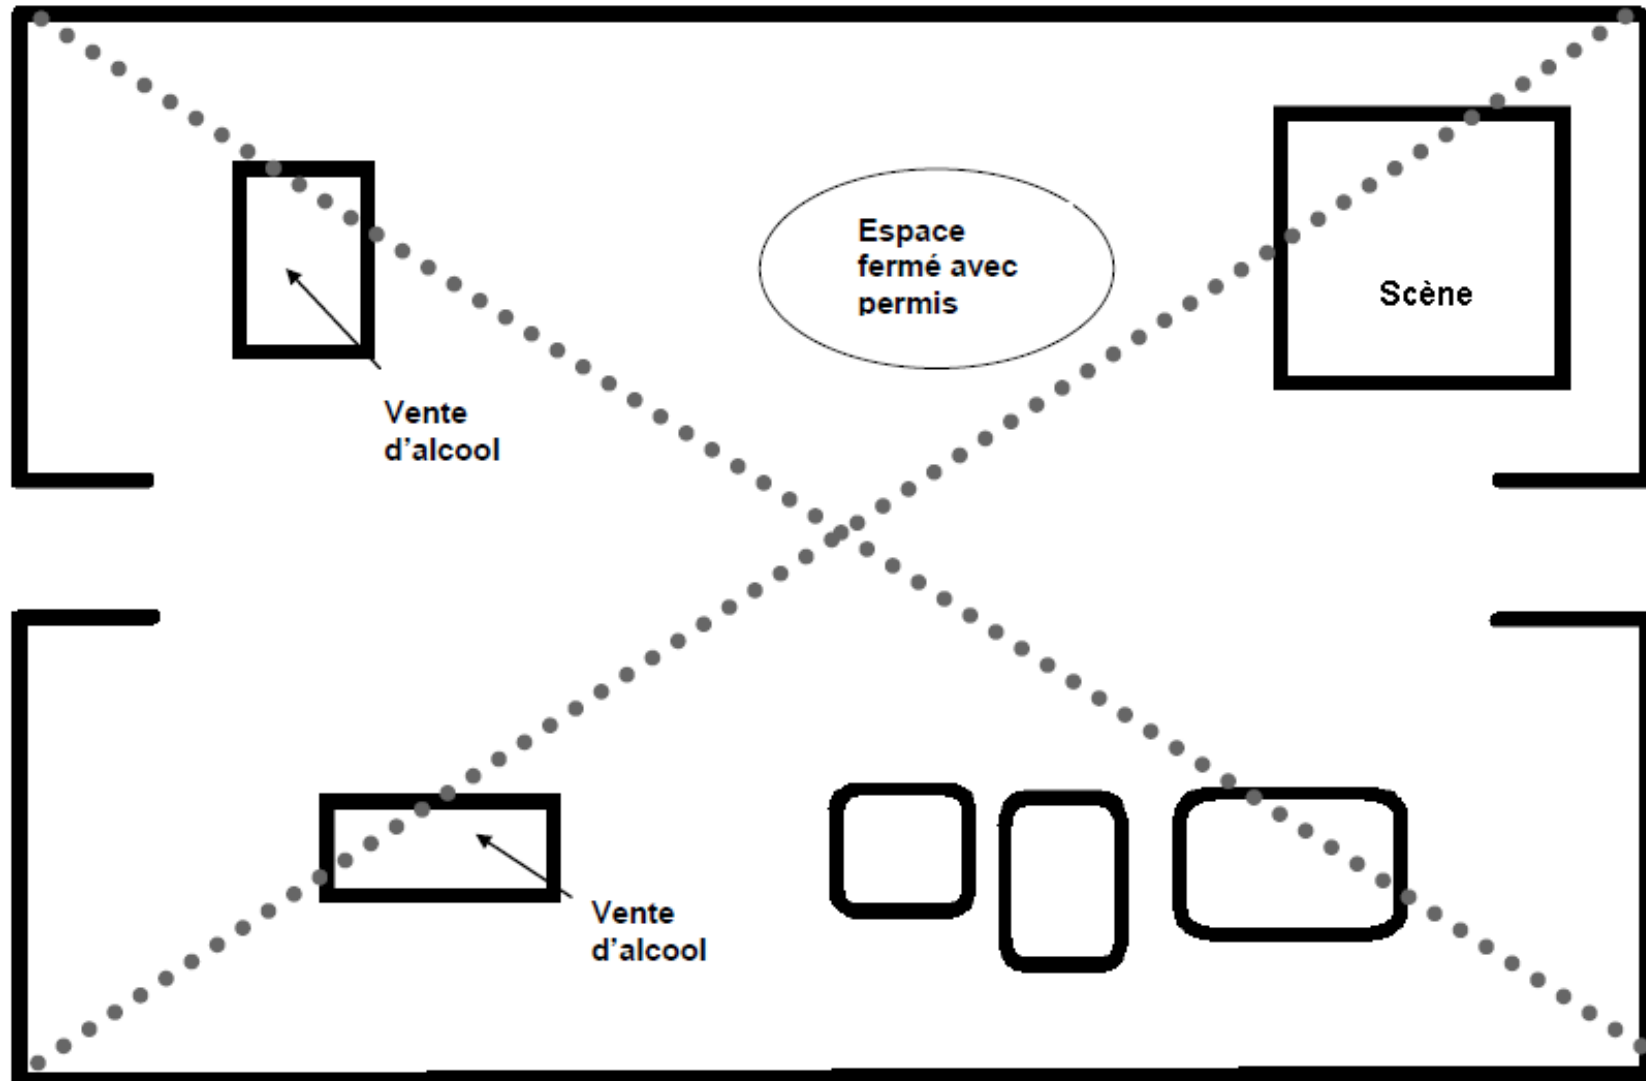 Espace
fermé avec
permis
Scène
Vente
d'alcool
Vente
d'alcool